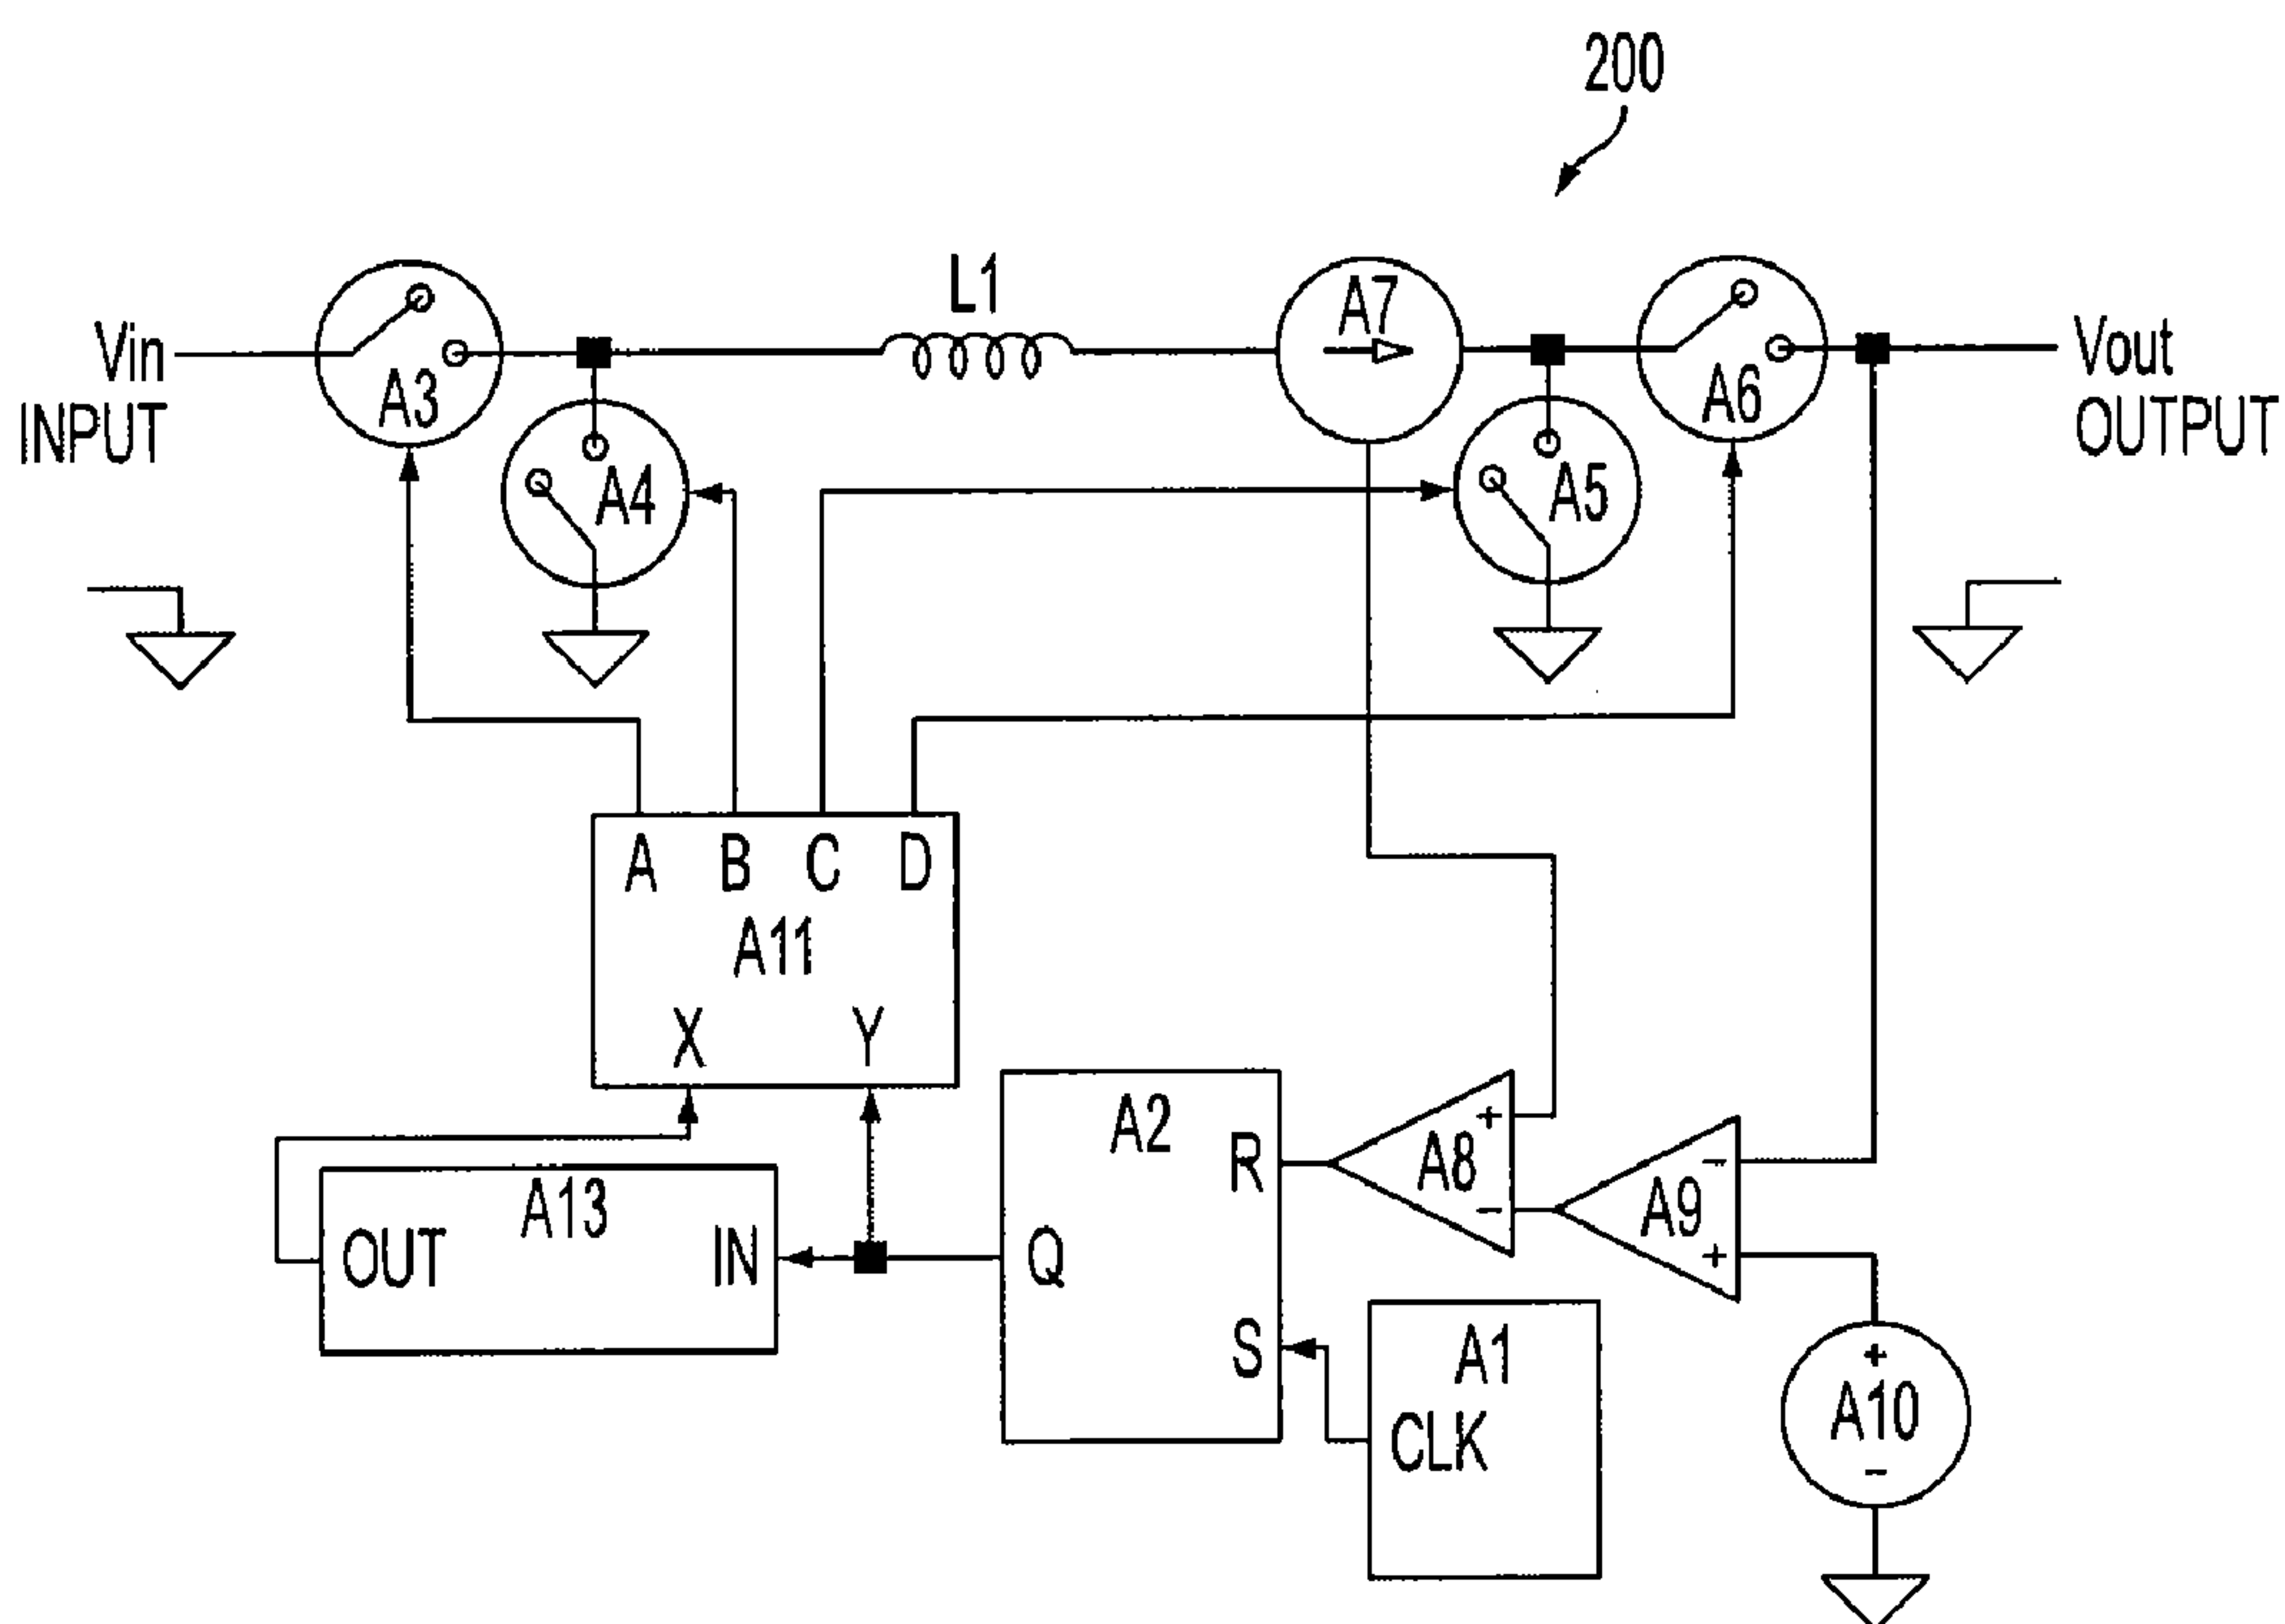 200
L1
A7
Vin
INPUT
A3
A6
Vout
OUTPUT
A4
A5
A B C D
A11
X Y
A2
R
Q
S
+
A8
−
−
A9
+
A13
OUT IN
A1
CLK
+
A10
−